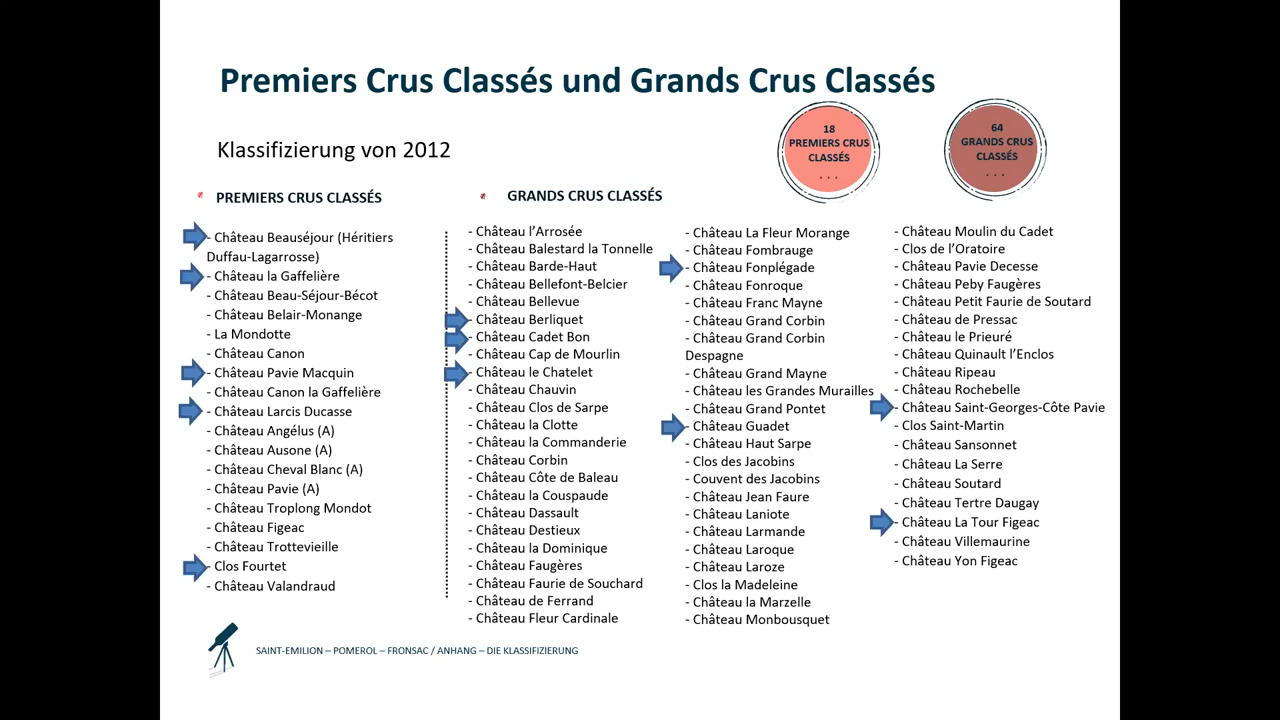 Premiers Crus Classés und Grands Crus Classés
18
PREMIERS CRUS
CLASSÉS
...
64
GRANDS CRUS
CLASSÉS
...
Klassifizierung von 2012
PREMIERS CRUS CLASSÉS
- Château Beauséjour (Héritiers
Duffau-Lagarrosse)
- Château la Gaffelière
- Château Beau-Séjour-Bécot
- Château Belair-Monange
- La Mondotte
- Château Canon
- Château Pavie Macquin
- Château Canon la Gaffelière
- Château Larcis Ducasse
- Château Angélus (A)
- Château Ausone (A)
- Château Cheval Blanc (A)
- Château Pavie (A)
- Château Troplong Mondot
- Château Figeac
- Château Trottevieille
- Clos Fourtet
- Château Valandraud
GRANDS CRUS CLASSÉS
- Château l’Arrosée
- Château Balestard la Tonnelle
- Château Barde-Haut
- Château Bellefont-Belcier
- Château Bellevue
- Château Berliquet
- Château Cadet Bon
- Château Cap de Mourlin
- Château le Chatelet
- Château Chauvin
- Château Clos de Sarpe
- Château la Clotte
- Château la Commanderie
- Château Corbin
- Château Côte de Baleau
- Château la Couspaude
- Château Dassault
- Château Destieux
- Château la Dominique
- Château Faugères
- Château Faurie de Souchard
- Château de Ferrand
- Château Fleur Cardinale
- Château La Fleur Morange
- Château Fombrauge
- Château Fonplégade
- Château Fonroque
- Château Franc Mayne
- Château Grand Corbin
- Château Grand Corbin
Despagne
- Château Grand Mayne
- Château les Grandes Murailles
- Château Grand Pontet
- Château Guadet
- Château Haut Sarpe
- Clos des Jacobins
- Couvent des Jacobins
- Château Jean Faure
- Château Laniote
- Château Larmande
- Château Laroque
- Château Laroze
- Clos la Madeleine
- Château la Marzelle
- Château Monbousquet
- Château Moulin du Cadet
- Clos de l’Oratoire
- Château Pavie Decesse
- Château Peby Faugères
- Château Petit Faurie de Soutard
- Château de Pressac
- Château le Prieuré
- Château Quinault l’Enclos
- Château Ripeau
- Château Rochebelle
- Château Saint-Georges-Côte Pavie
- Clos Saint-Martin
- Château Sansonnet
- Château La Serre
- Château Soutard
- Château Tertre Daugay
- Château La Tour Figeac
- Château Villemaurine
- Château Yon Figeac
SAINT-EMILION – POMEROL – FRONSAC / ANHANG – DIE KLASSIFIZIERUNG